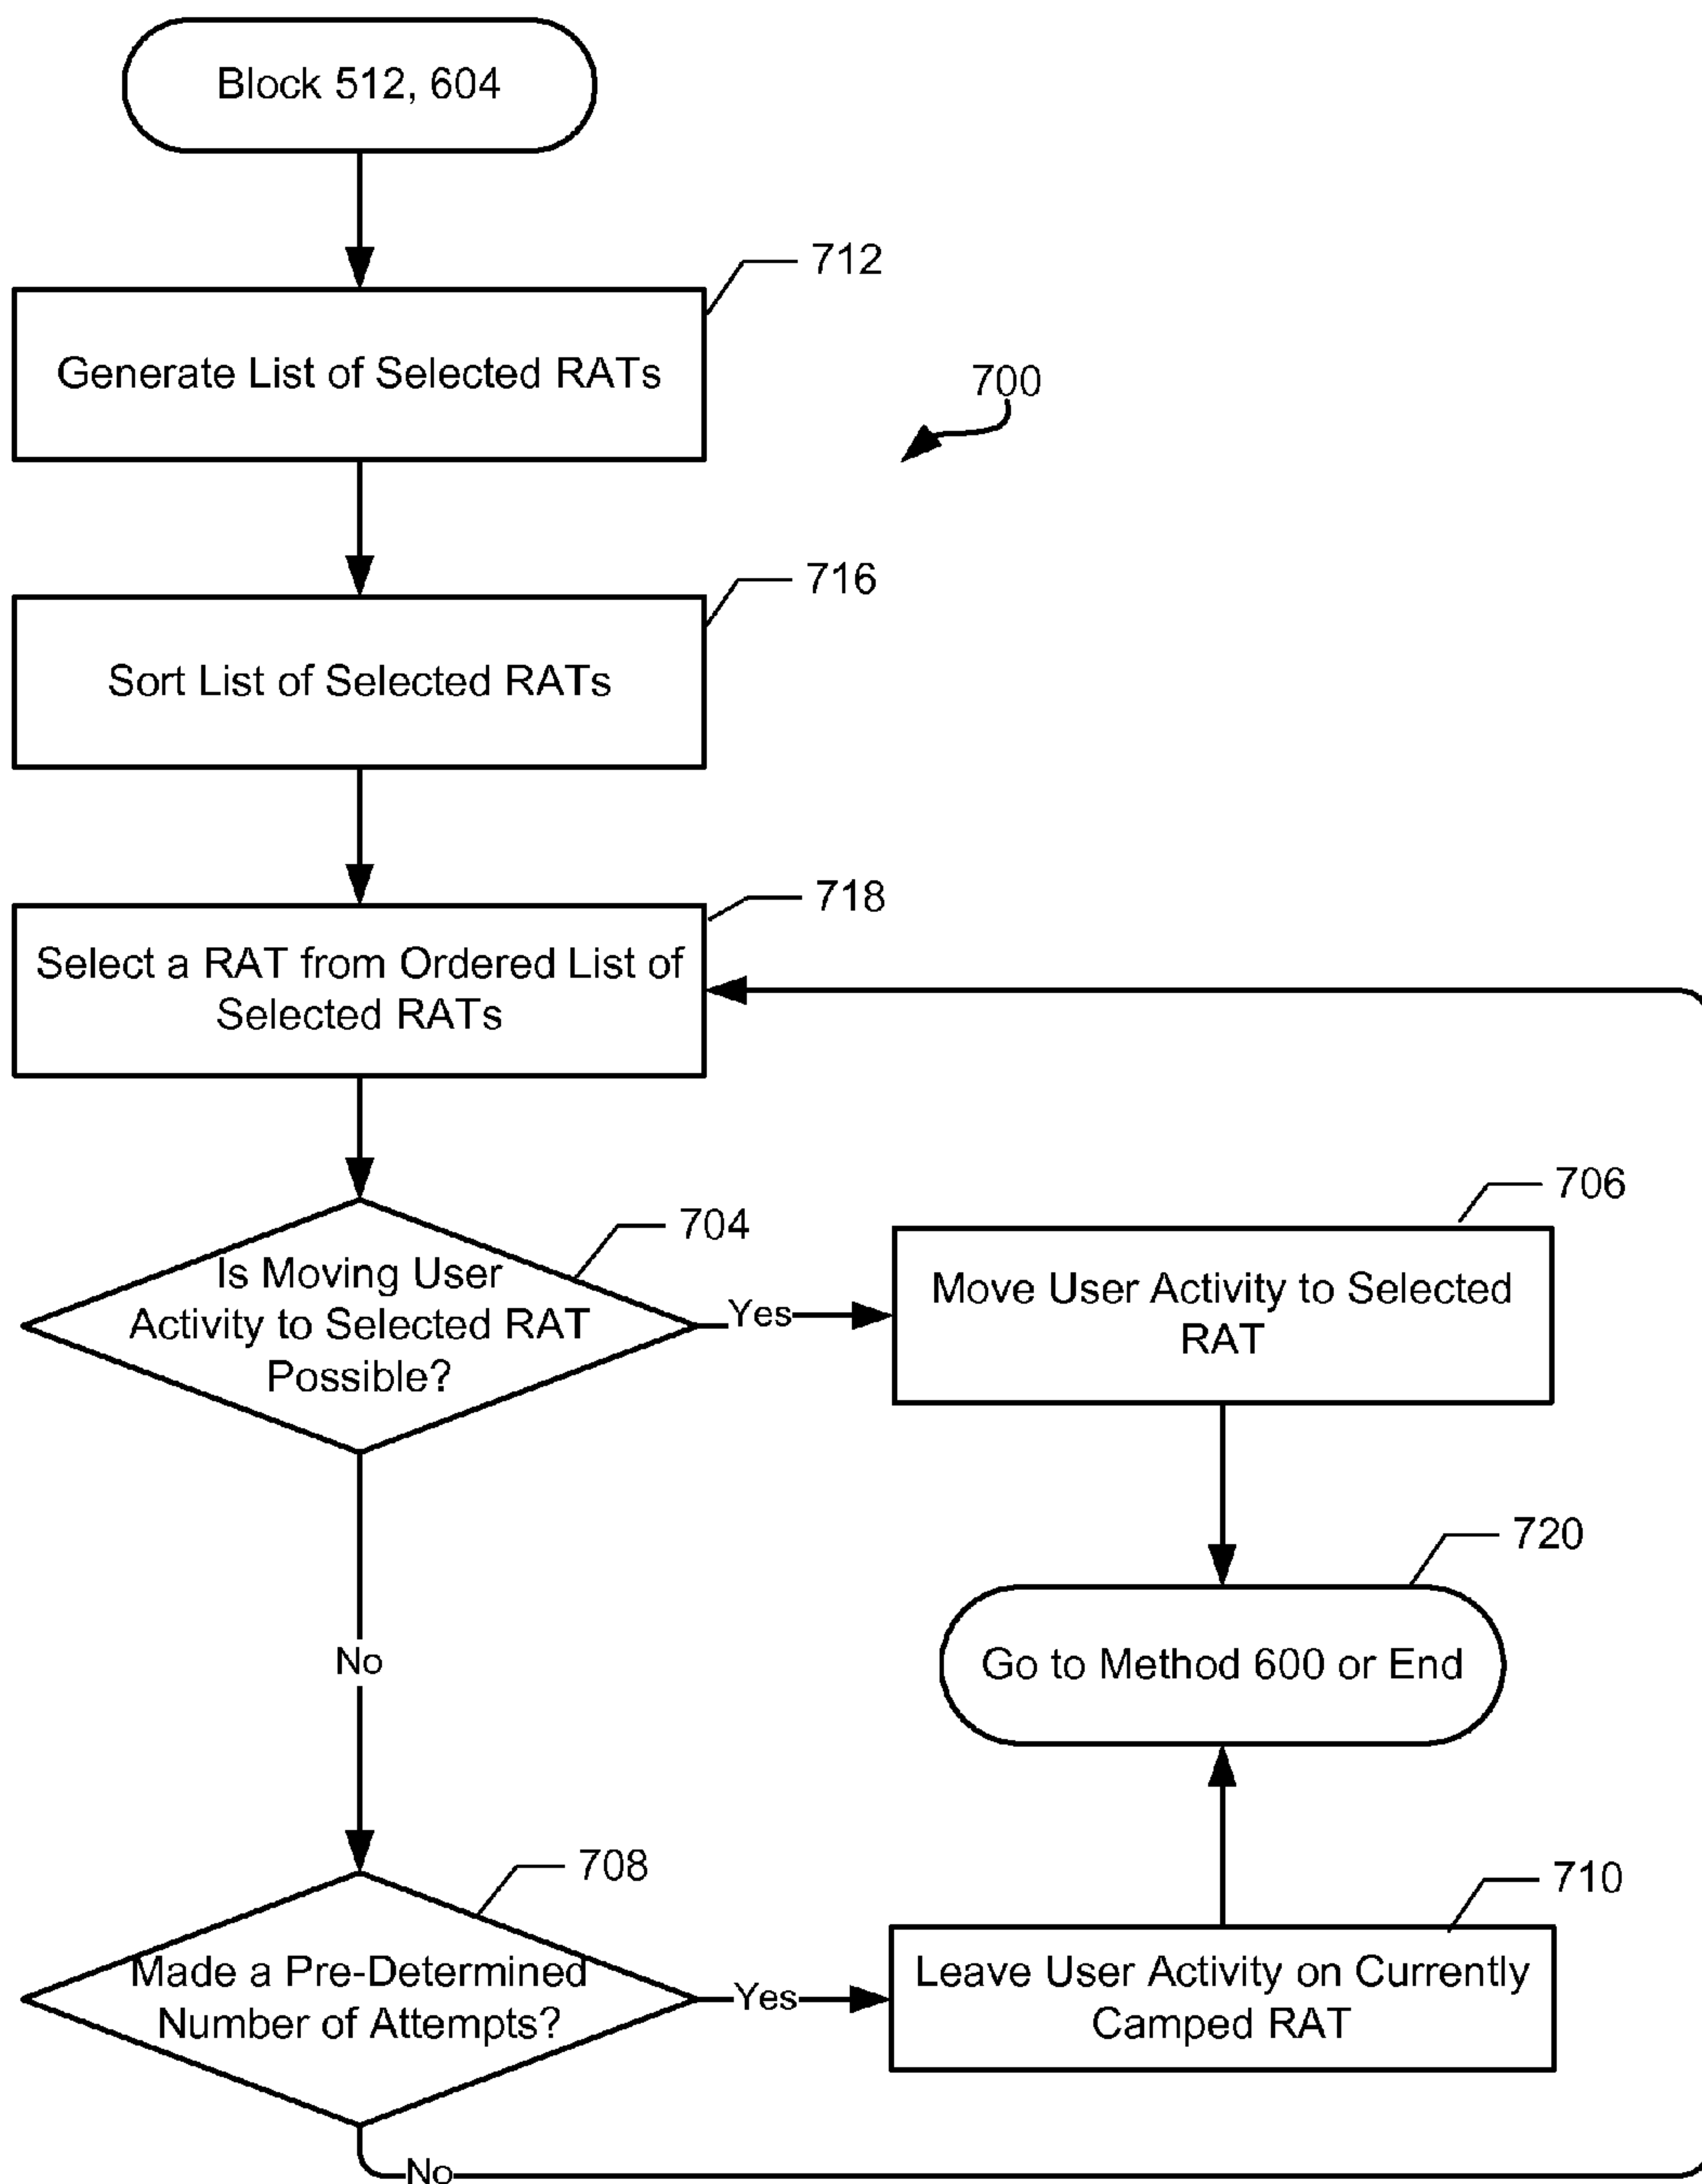 Block 512, 604
712
Generate List of Selected RATs
700
716
Sort List of Selected RATs
718
Select a RAT from Ordered List of
Selected RATs
704
Is Moving User
Activity to Selected RAT
Possible?
Yes
706
Move User Activity to Selected
RAT
720
Go to Method 600 or End
No
708
Made a Pre-Determined
Number of Attempts?
Yes
710
Leave User Activity on Currently
Camped RAT
No